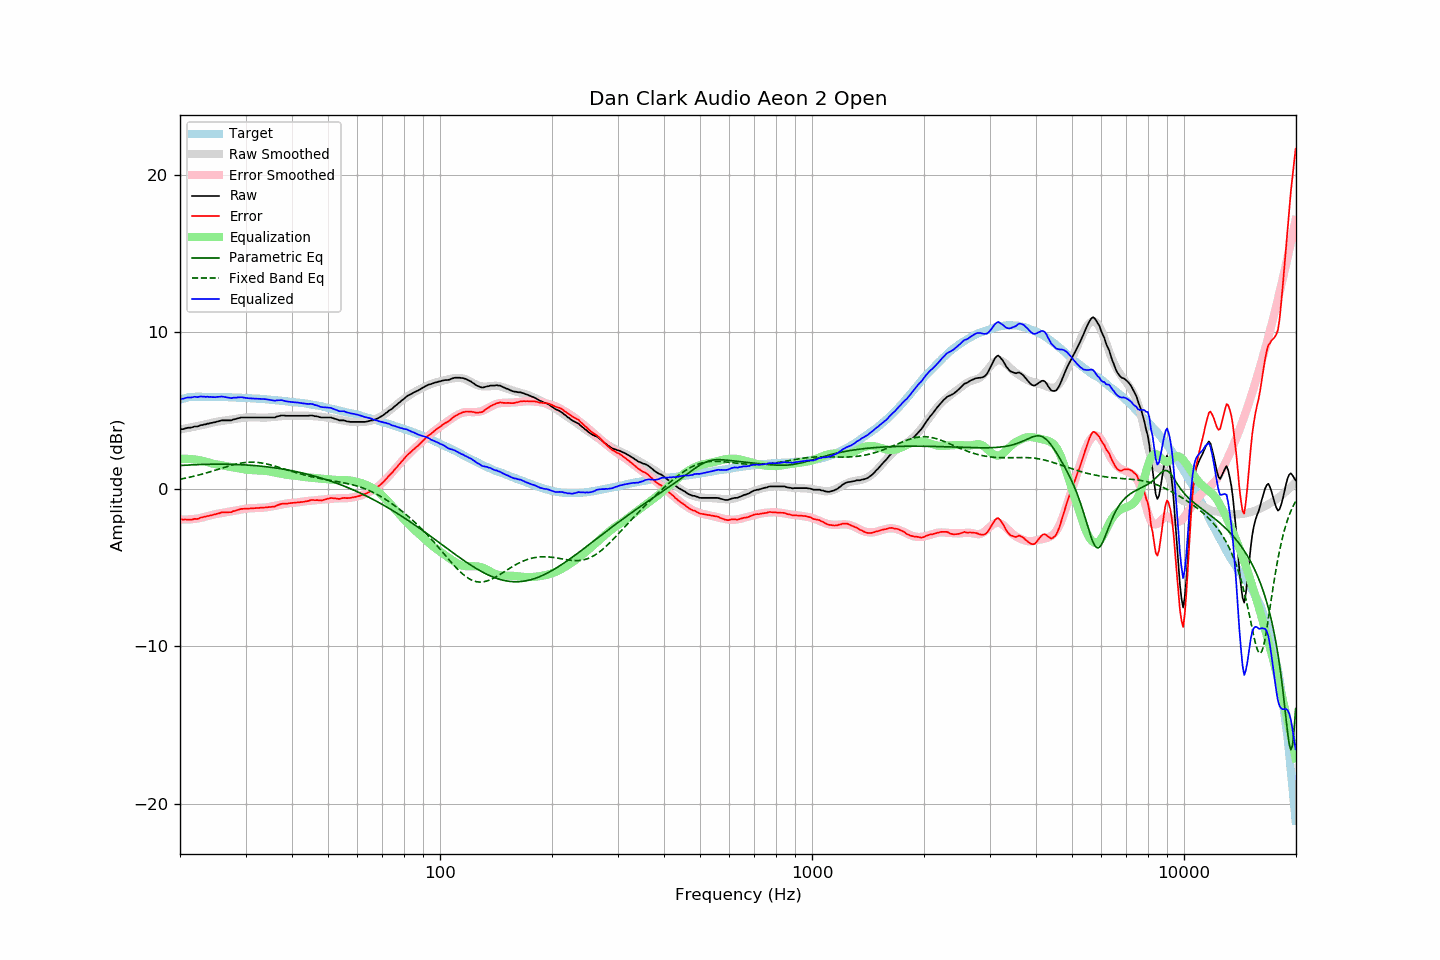 Dan Clark Audio Aeon 2 Open
Target
Raw Smoothed
Error Smoothed
Raw
Error
Equalization
Parametric Eq
Fixed Band Eq
Equalized
20
10
0
−10
−20
Amplitude (dBr)
100
1000
10000
Frequency (Hz)